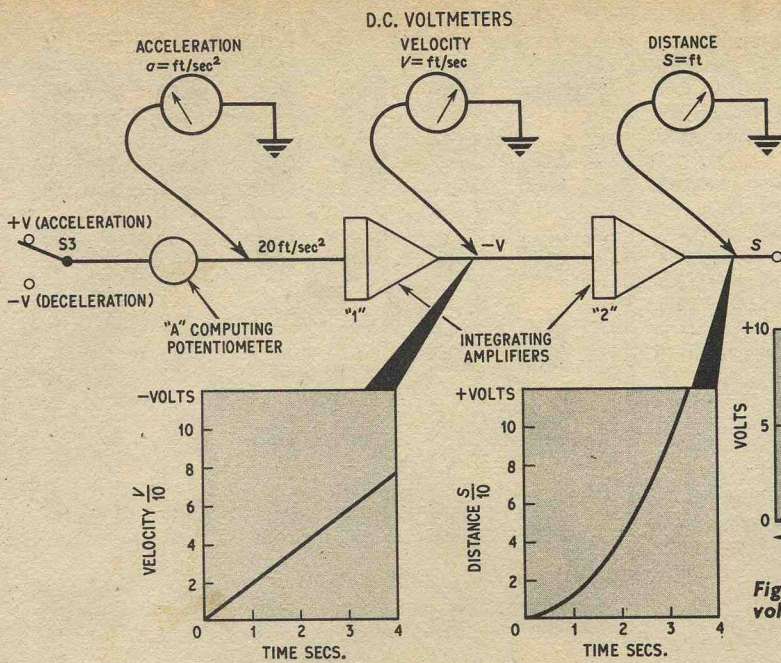 D.C. VOLTMETERS
ACCELERATION
a = ft/sec²
VELOCITY
V = ft/sec
DISTANCE
S = ft
+V (ACCELERATION)
S3
20 ft/sec²
−V
S
−V (DECELERATION)
"A" COMPUTING
POTENTIOMETER
"1"
INTEGRATING
AMPLIFIERS
"2"
−VOLTS
10
8
6
4
2
VELOCITY V/10
0 1 2 3 4
TIME SECS.
+VOLTS
10
8
6
4
2
DISTANCE S/10
0 1 2 3 4
TIME SECS.
+10
5
0
VOLTS
Fig
vol